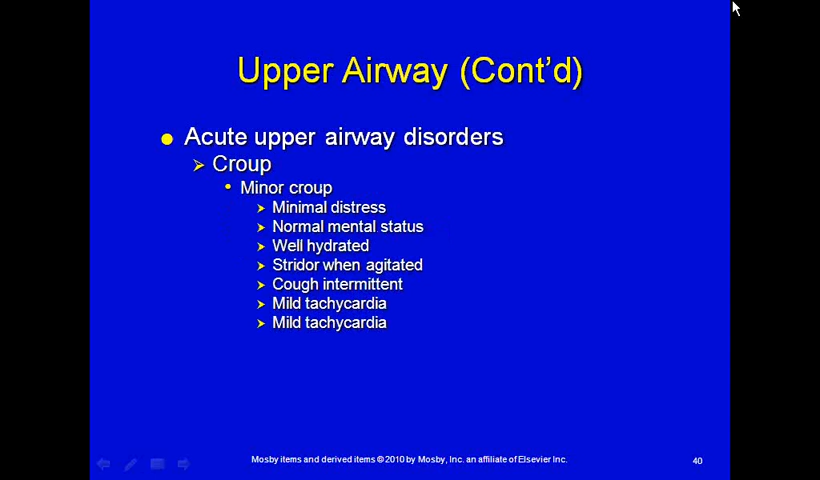 Upper Airway (Cont’d)
Acute upper airway disorders
Croup
Minor croup
Minimal distress
Normal mental status
Well hydrated
Stridor when agitated
Cough intermittent
Mild tachycardia
Mild tachycardia
Mosby items and derived items © 2010 by Mosby, Inc. an affiliate of Elsevier Inc.
40